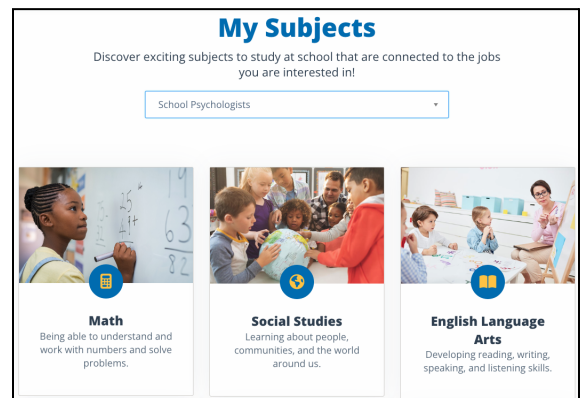 My Subjects
Discover exciting subjects to study at school that are connected to the jobs
you are interested in!
School Psychologists
Math
Being able to understand and
work with numbers and solve
problems.
Social Studies
Learning about people,
communities, and the world
around us.
English Language
Arts
Developing reading, writing,
speaking, and listening skills.